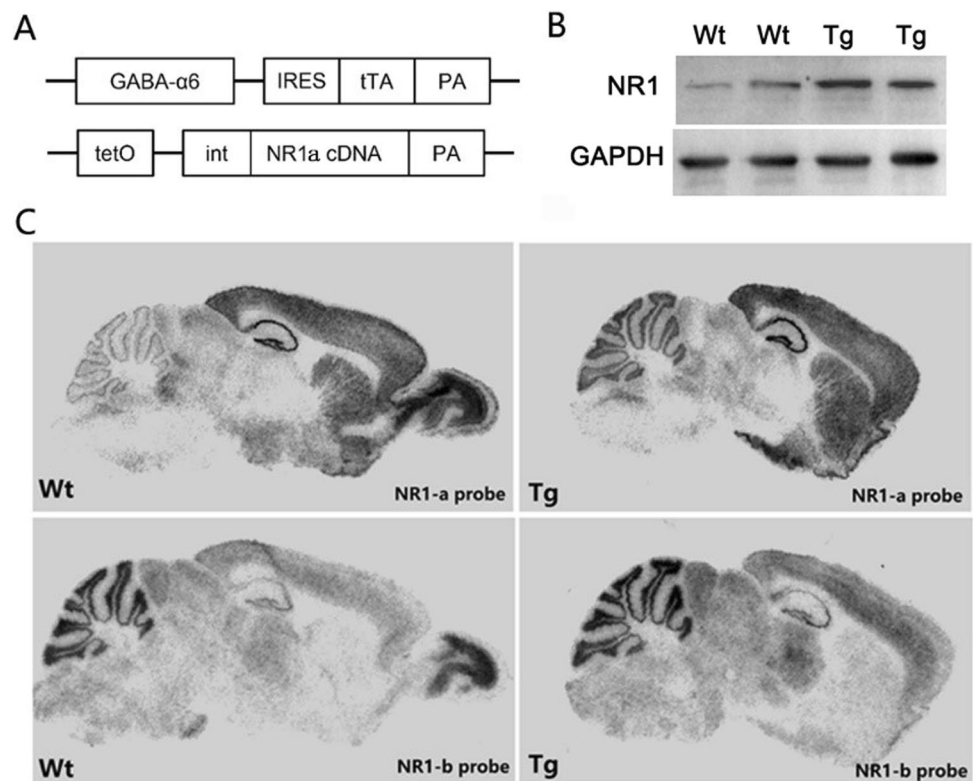 A
GABA-α6 IRES tTA PA
tetO int NR1a cDNA PA
B
Wt Wt Tg Tg
NR1
GAPDH
C
Wt NR1-a probe
Tg NR1-a probe
Wt NR1-b probe
Tg NR1-b probe